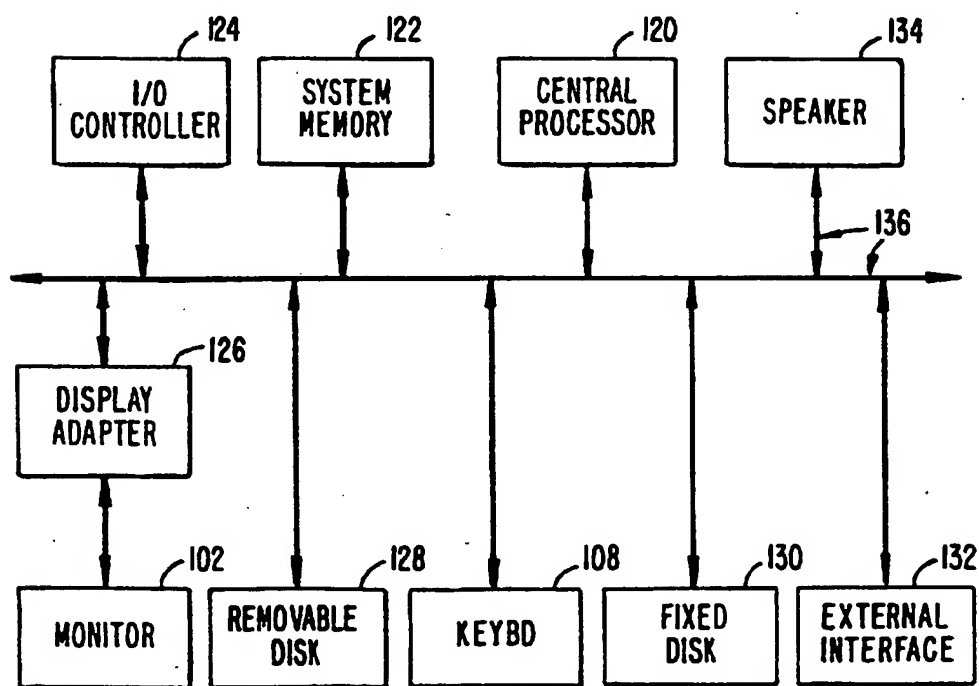 124
122
120
134
I/O
CONTROLLER
SYSTEM
MEMORY
CENTRAL
PROCESSOR
SPEAKER
136
126
DISPLAY
ADAPTER
102
128
108
130
132
MONITOR
REMOVABLE
DISK
KEYBD
FIXED
DISK
EXTERNAL
INTERFACE